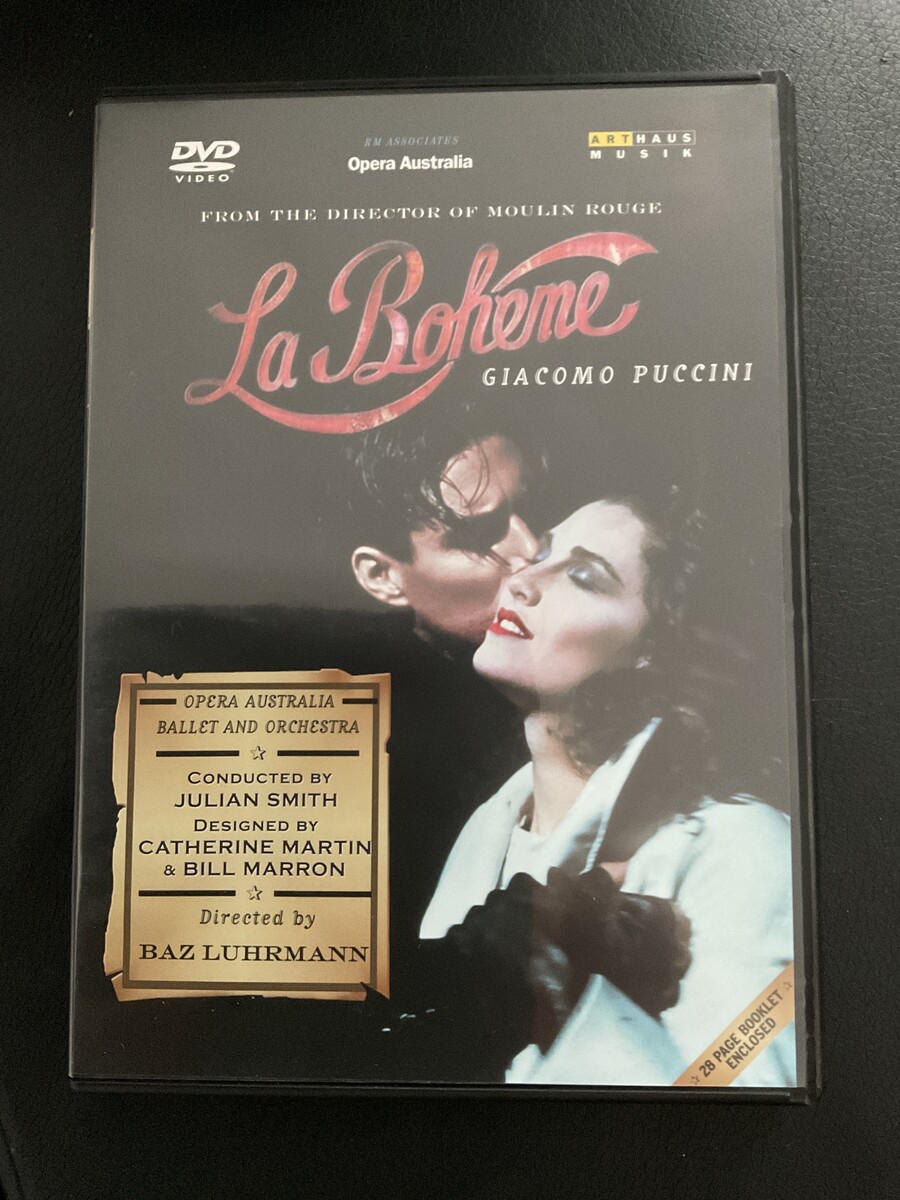 DVD
VIDEO
RM ASSOCIATES
Opera Australia
ARTHAUS
MUSIK
FROM THE DIRECTOR OF MOULIN ROUGE
La Bohème
GIACOMO PUCCINI
OPERA AUSTRALIA
BALLET AND ORCHESTRA
CONDUCTED BY
JULIAN SMITH
DESIGNED BY
CATHERINE MARTIN
& BILL MARRON
Directed by
BAZ LUHRMANN
28 PAGE BOOKLET
ENCLOSED